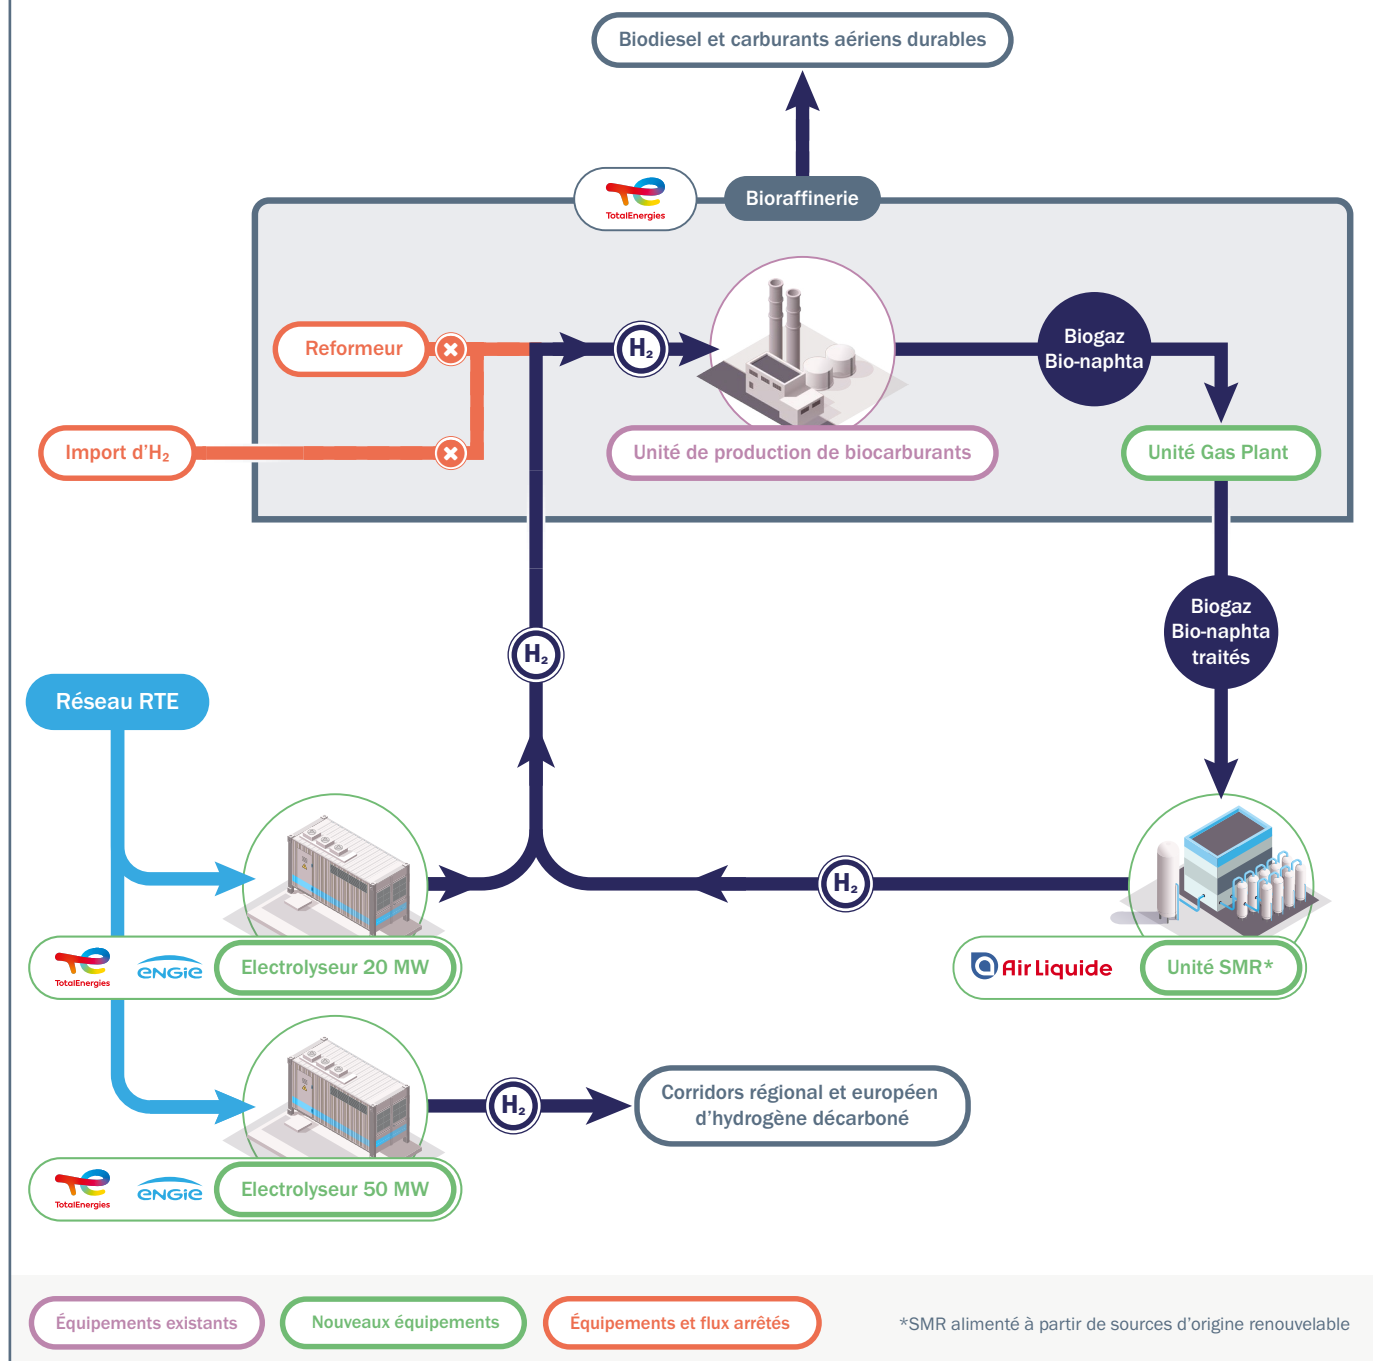 Biodiesel et carburants aériens durables
TotalEnergies
Bioraffinerie
Reformeur
H₂
Biogaz
Bio-naphta
Import d'H₂
Unité de production de biocarburants
Unité Gas Plant
Biogaz
Bio-naphta
traités
H₂
Réseau RTE
H₂
TotalEnergies
ENGIE
Electrolyseur 20 MW
Air Liquide
Unité SMR*
H₂
Corridors régional et européen
d'hydrogène décarboné
TotalEnergies
ENGIE
Electrolyseur 50 MW
Équipements existants
Nouveaux équipements
Équipements et flux arrêtés
*SMR alimenté à partir de sources d'origine renouvelable